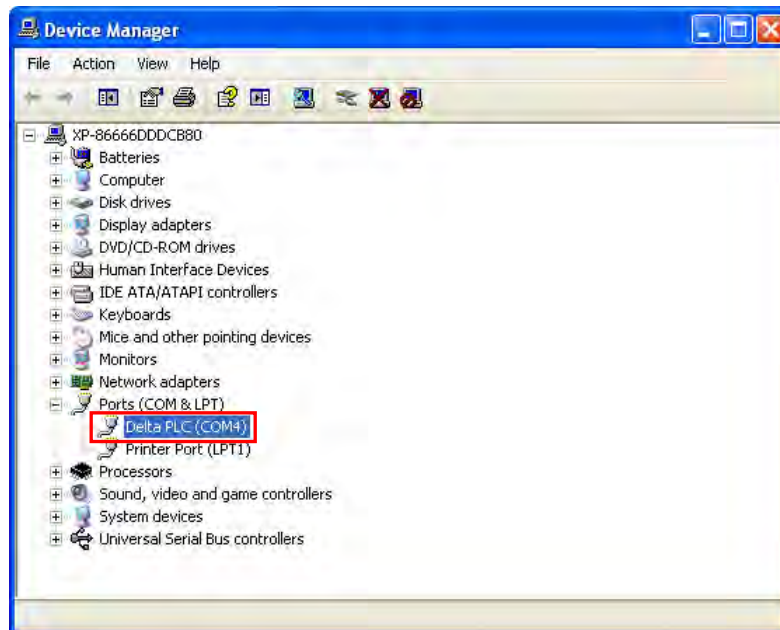 Device Manager
File Action View Help
XP-86666DDDCB80
Batteries
Computer
Disk drives
Display adapters
DVD/CD-ROM drives
Human Interface Devices
IDE ATA/ATAPI controllers
Keyboards
Mice and other pointing devices
Monitors
Network adapters
Ports (COM & LPT)
Delta PLC (COM4)
Printer Port (LPT1)
Processors
Sound, video and game controllers
System devices
Universal Serial Bus controllers